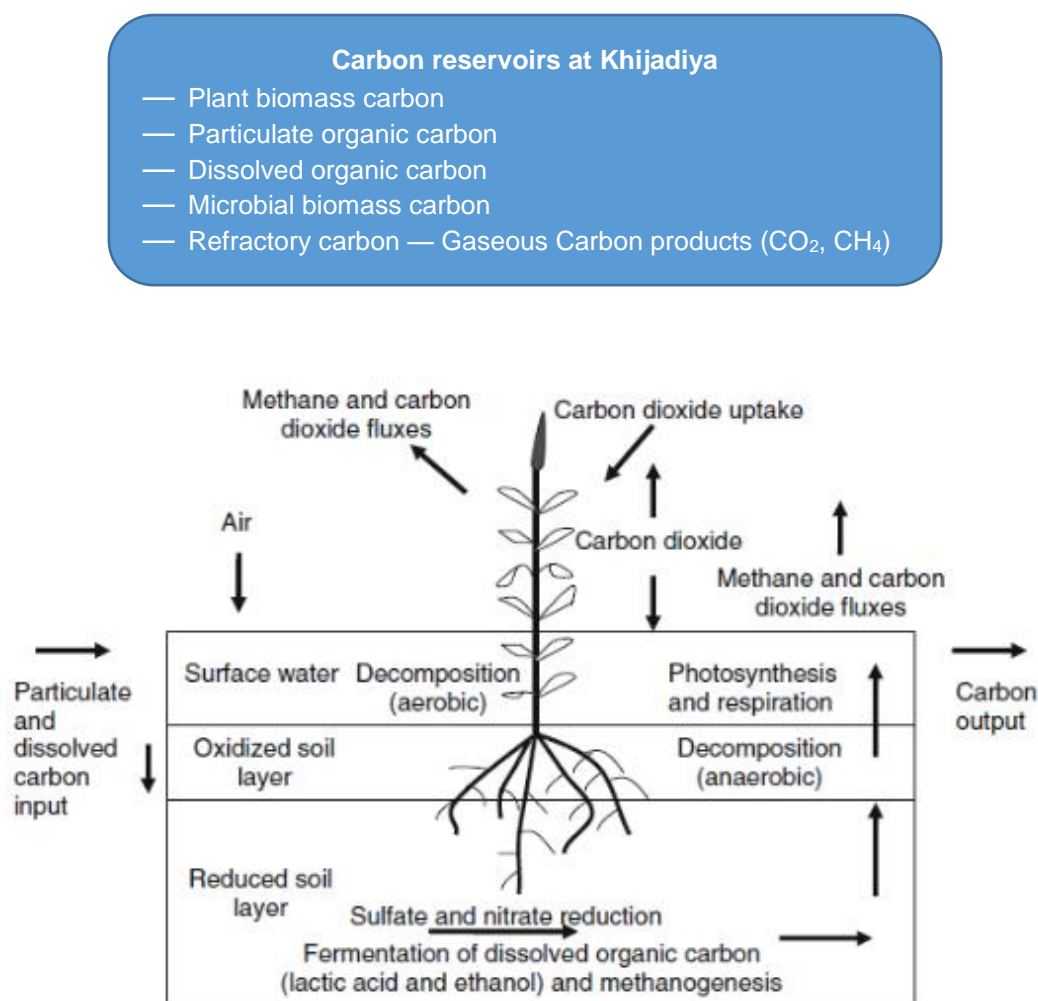 Carbon reservoirs at Khijadiya
— Plant biomass carbon
— Particulate organic carbon
— Dissolved organic carbon
— Microbial biomass carbon
— Refractory carbon — Gaseous Carbon products (CO₂, CH₄)
Methane and carbon
dioxide fluxes
Carbon dioxide uptake
Air
Carbon dioxide
Methane and carbon
dioxide fluxes
Particulate
and
dissolved
carbon
input
Surface water
Decomposition
(aerobic)
Photosynthesis
and respiration
Carbon
output
Oxidized soil
layer
Decomposition
(anaerobic)
Reduced soil
layer
Sulfate and nitrate reduction
Fermentation of dissolved organic carbon
(lactic acid and ethanol) and methanogenesis